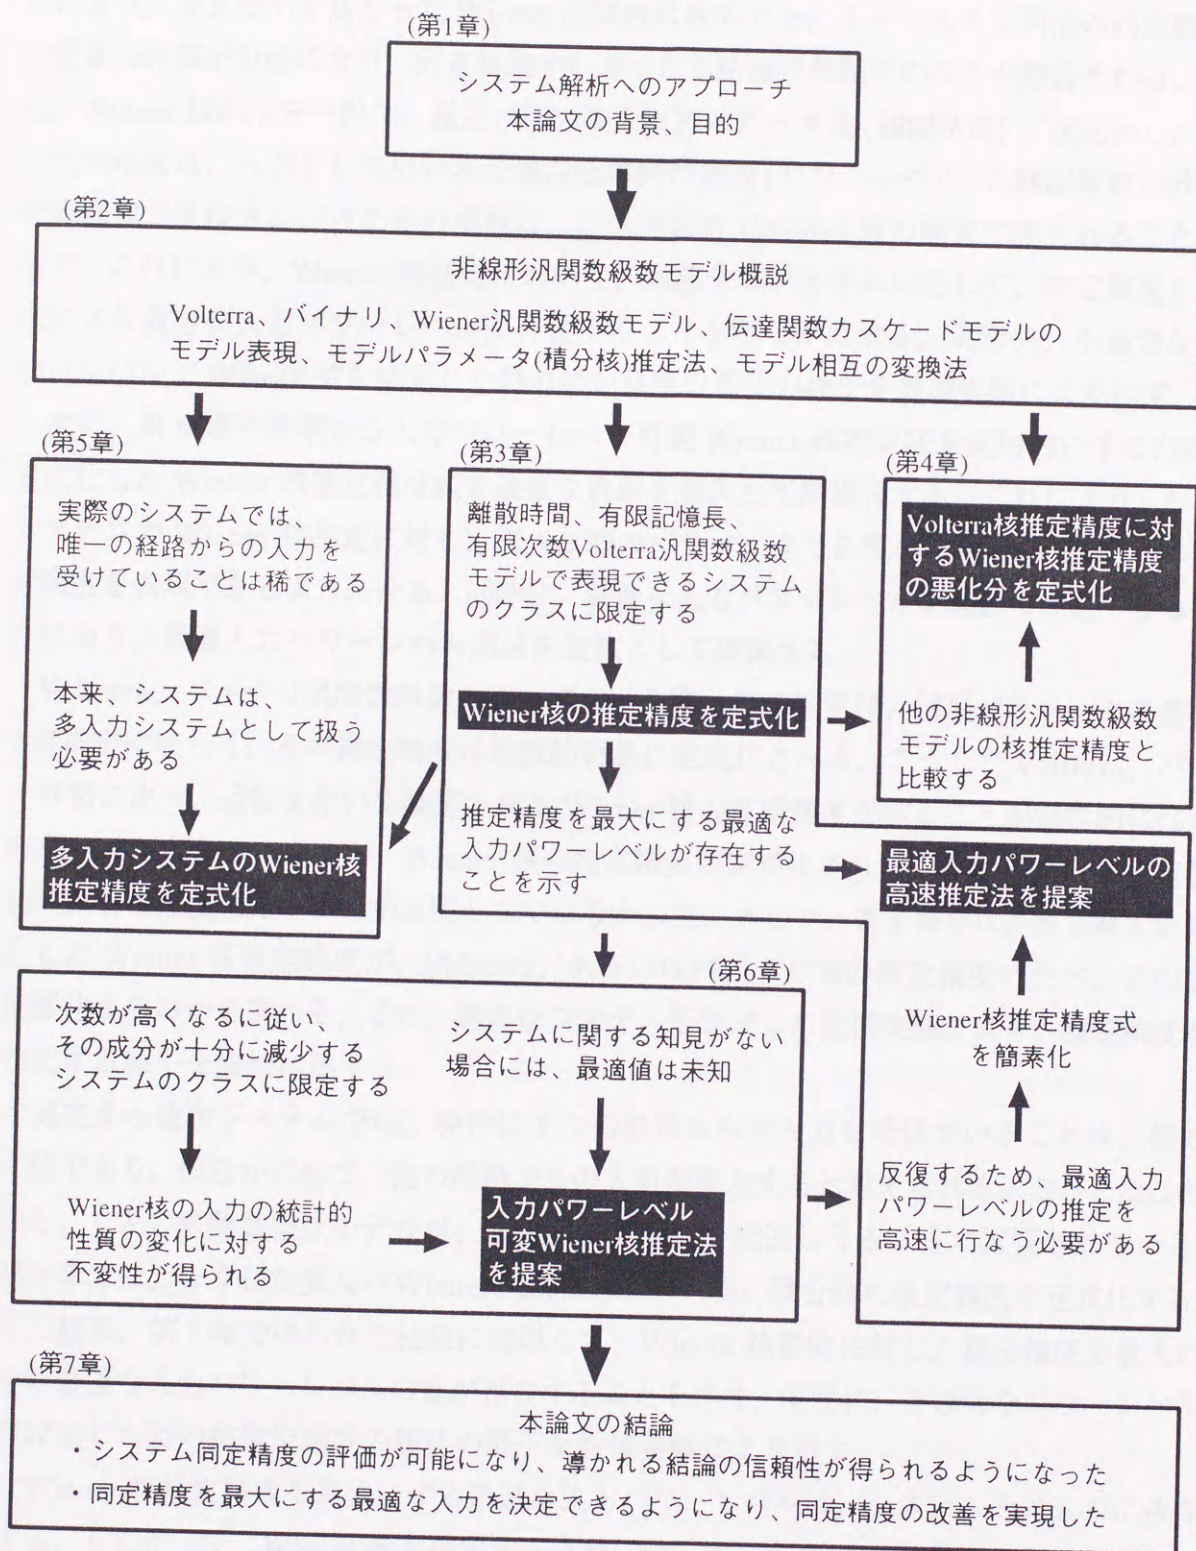 (第1章)
システム解析へのアプローチ
本論文の背景、目的
(第2章)
非線形汎関数級数モデル概説
Volterra、バイナリ、Wiener汎関数級数モデル、伝達関数カスケードモデルの
モデル表現、モデルパラメータ(積分核)推定法、モデル相互の変換法
(第5章)
実際のシステムでは、
唯一の経路からの入力を
受けていることは稀である
本来、システムは、
多入力システムとして扱う
必要がある
多入力システムのWiener核
推定精度を定式化
(第3章)
離散時間、有限記憶長、
有限次数Volterra汎関数級数
モデルで表現できるシステム
のクラスに限定する
Wiener核の推定精度を定式化
推定精度を最大にする最適な
入力パワーレベルが存在する
ことを示す
(第4章)
Volterra核推定精度に対
するWiener核推定精度
の悪化分を定式化
他の非線形汎関数級数
モデルの核推定精度と
比較する
最適入力パワーレベルの
高速推定法を提案
Wiener核推定精度式
を簡素化
反復するため、最適入力
パワーレベルの推定を
高速に行なう必要がある
(第6章)
次数が高くなるに従い、
その成分が十分に減少する
システムのクラスに限定する
システムに関する知見がない
場合には、最適値は未知
Wiener核の入力の統計的
性質の変化に対する
不変性が得られる
入力パワーレベル
可変Wiener核推定法
を提案
(第7章)
本論文の結論
・システム同定精度の評価が可能になり、導かれる結論の信頼性が得られるようになった
・同定精度を最大にする最適な入力を決定できるようになり、同定精度の改善を実現した